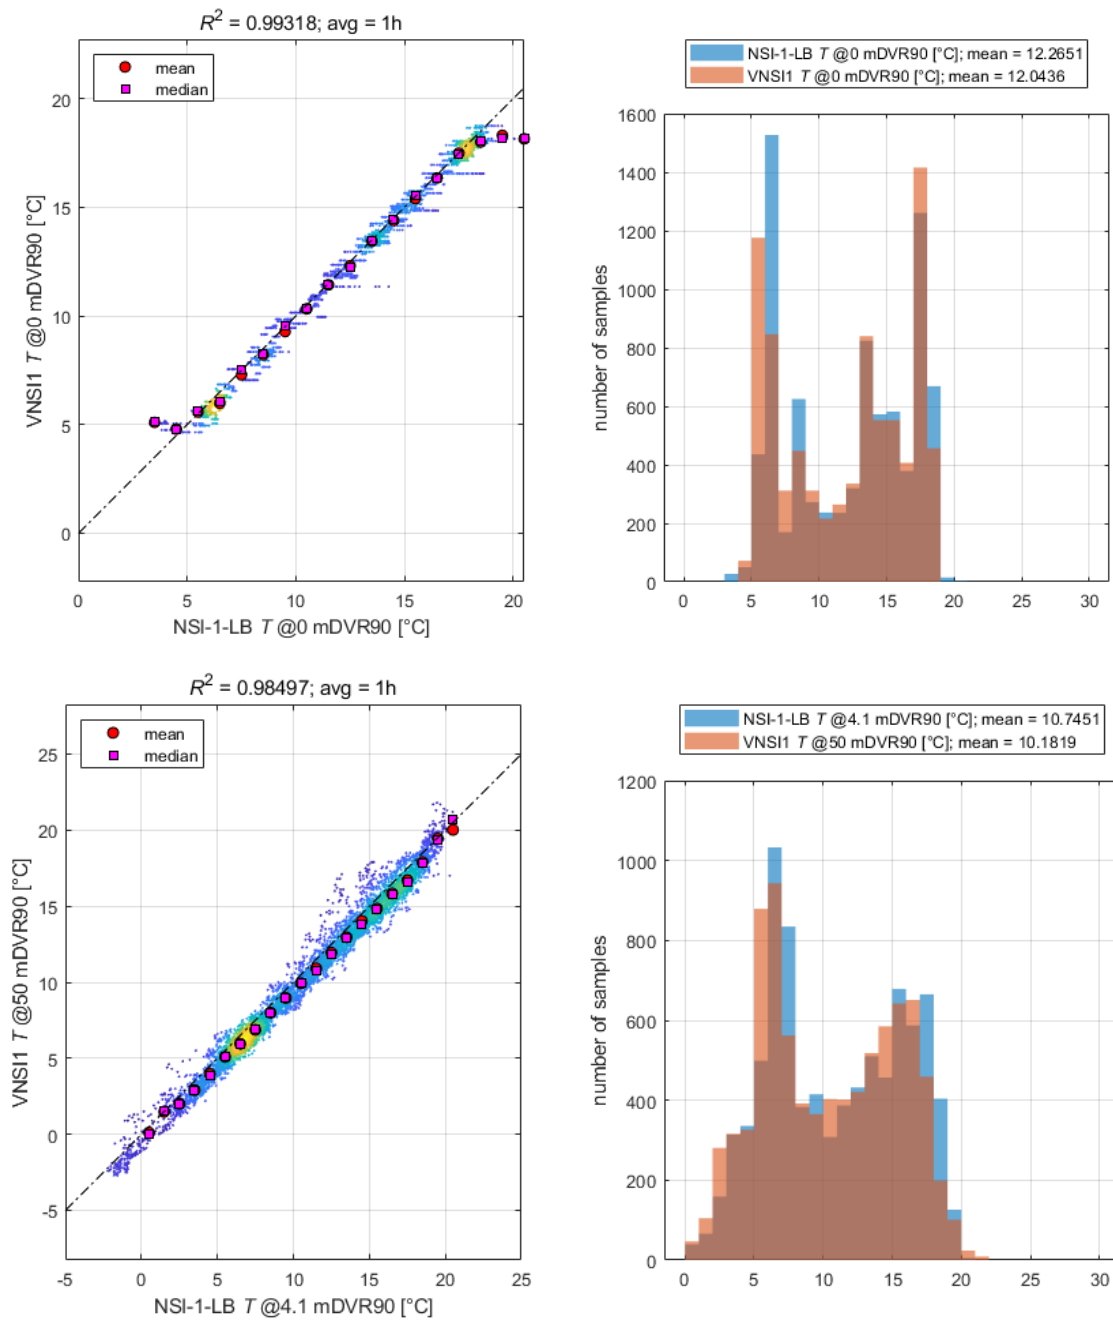 R² = 0.99318; avg = 1h
mean
median
20
15
10
5
0
VNSI1 T @0 mDVR90 [°C]
0 5 10 15 20
NSI-1-LB T @0 mDVR90 [°C]
NSI-1-LB T @0 mDVR90 [°C]; mean = 12.2651
VNSI1 T @0 mDVR90 [°C]; mean = 12.0436
1600
1400
1200
1000
800
600
400
200
0
number of samples
0 5 10 15 20 25 30
R² = 0.98497; avg = 1h
mean
median
25
20
15
10
5
0
-5
VNSI1 T @50 mDVR90 [°C]
-5 0 5 10 15 20 25
NSI-1-LB T @4.1 mDVR90 [°C]
NSI-1-LB T @4.1 mDVR90 [°C]; mean = 10.7451
VNSI1 T @50 mDVR90 [°C]; mean = 10.1819
1200
1000
800
600
400
200
0
number of samples
0 5 10 15 20 25 30